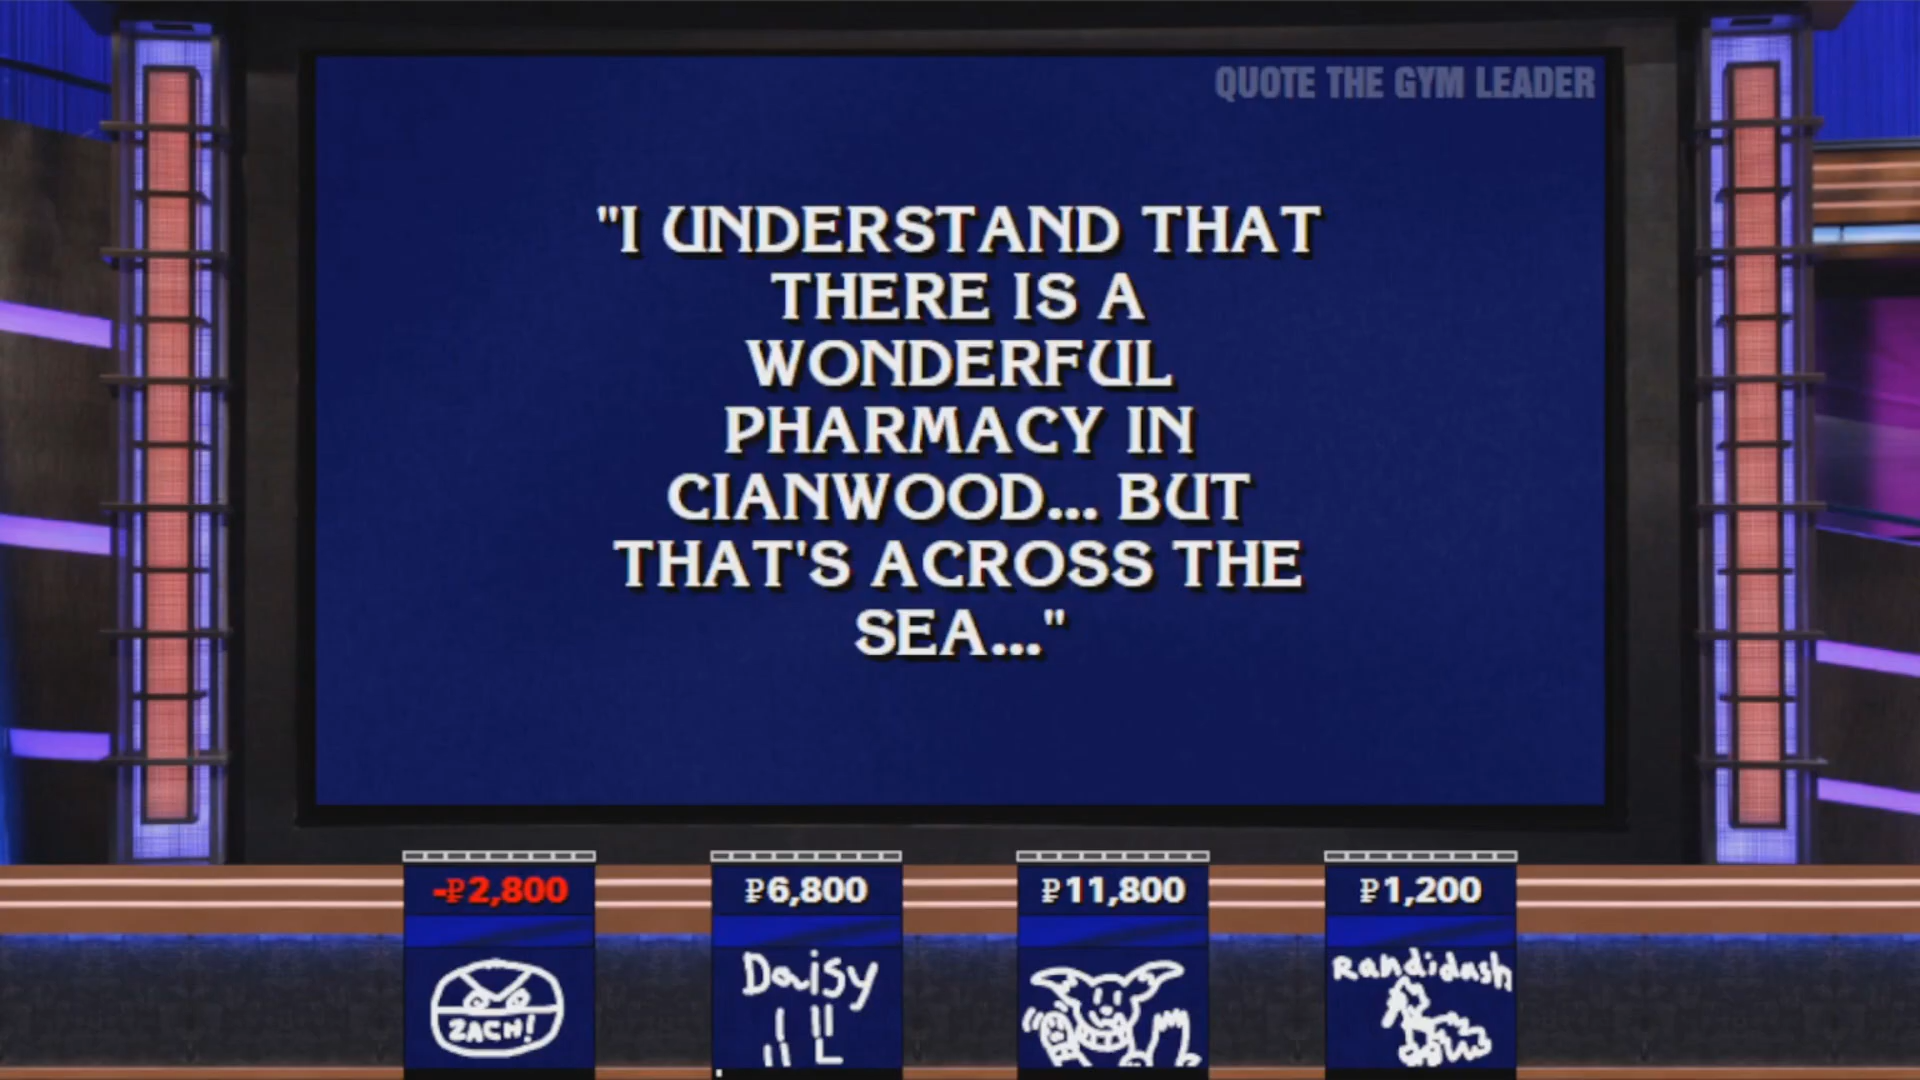 QUOTE THE GYM LEADER
"I UNDERSTAND THAT
THERE IS A
WONDERFUL
PHARMACY IN
CIANWOOD... BUT
THAT'S ACROSS THE
SEA..."
-₽2,800
₽6,800
₽11,800
₽1,200
ZACH!
Daisy
Randidash